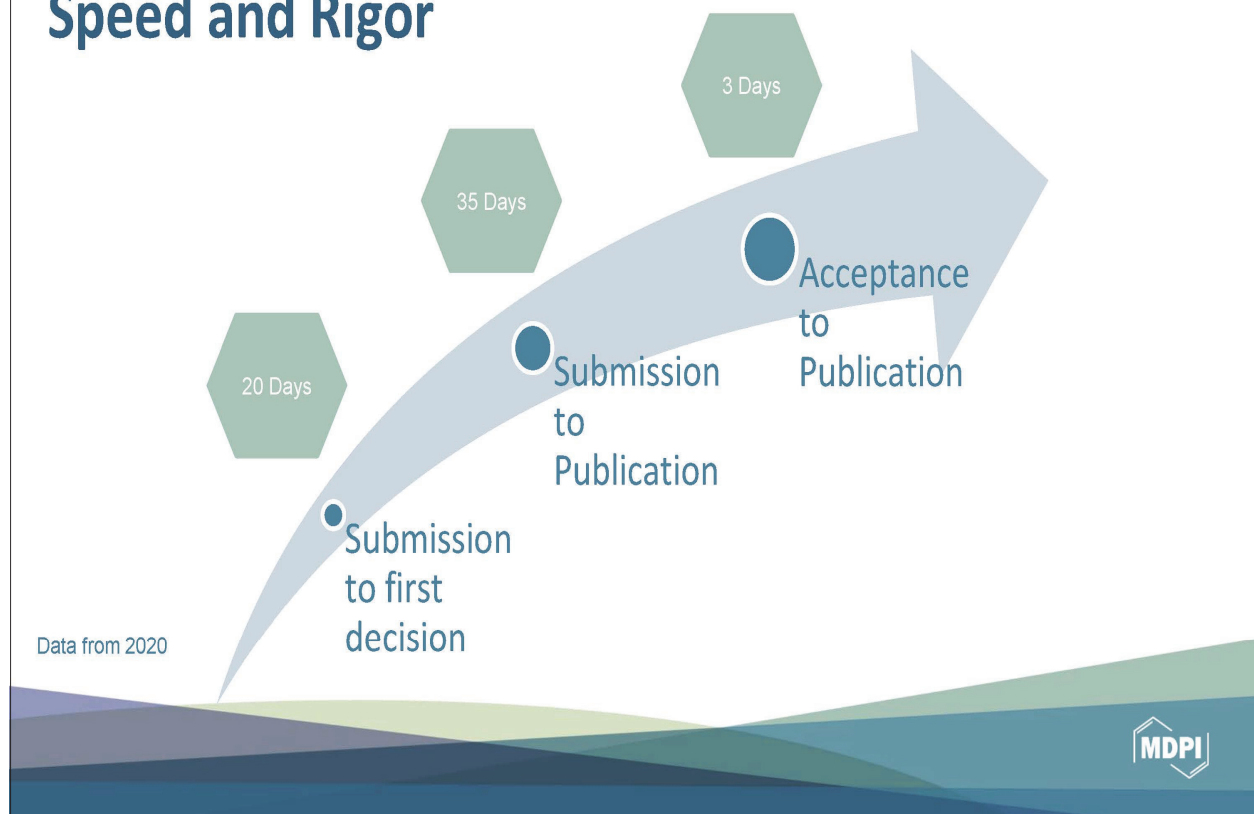 Speed and Rigor
3 Days
35 Days
20 Days
Acceptance
to
Publication
Submission
to
Publication
Submission
to first
decision
Data from 2020
MDPI